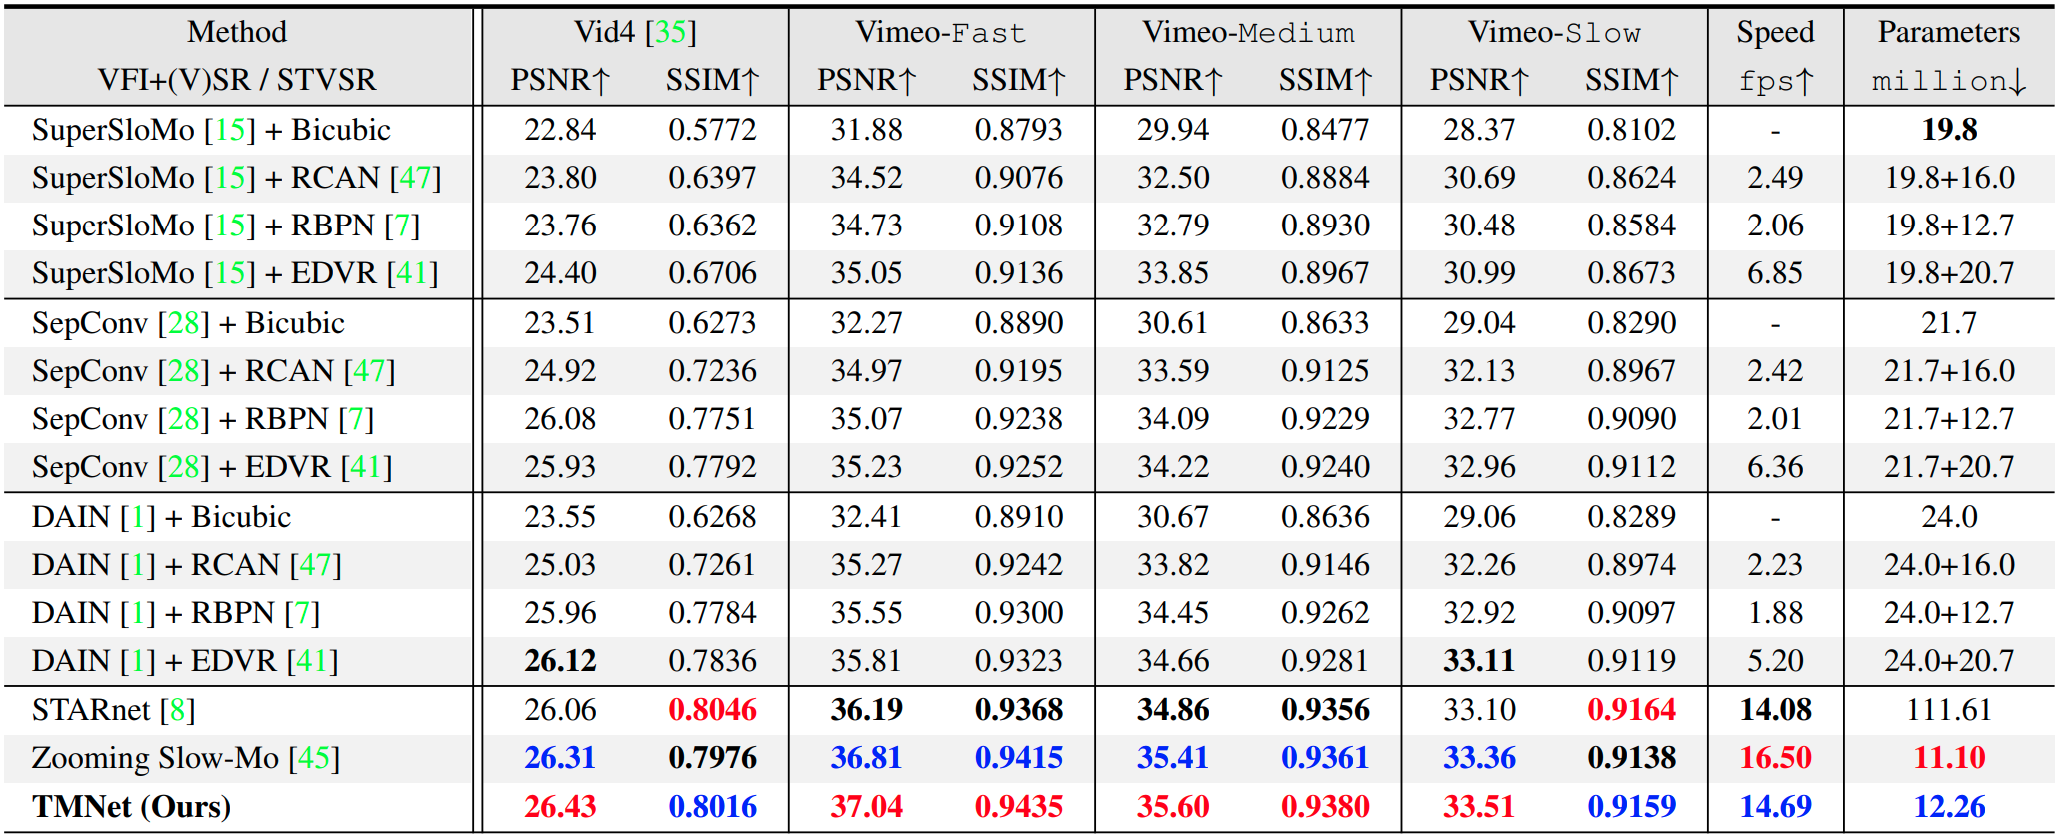 Method Vid4 [35] Vimeo-Fast Vimeo-Medium Vimeo-Slow Speed Parameters
VFI+(V)SR / STVSR PSNR↑ SSIM↑ PSNR↑ SSIM↑ PSNR↑ SSIM↑ PSNR↑ SSIM↑ fps↑ million↓
SuperSloMo [15] + Bicubic 22.84 0.5772 31.88 0.8793 29.94 0.8477 28.37 0.8102 - 19.8
SuperSloMo [15] + RCAN [47] 23.80 0.6397 34.52 0.9076 32.50 0.8884 30.69 0.8624 2.49 19.8+16.0
SupcrSloMo [15] + RBPN [7] 23.76 0.6362 34.73 0.9108 32.79 0.8930 30.48 0.8584 2.06 19.8+12.7
SuperSloMo [15] + EDVR [41] 24.40 0.6706 35.05 0.9136 33.85 0.8967 30.99 0.8673 6.85 19.8+20.7
SepConv [28] + Bicubic 23.51 0.6273 32.27 0.8890 30.61 0.8633 29.04 0.8290 - 21.7
SepConv [28] + RCAN [47] 24.92 0.7236 34.97 0.9195 33.59 0.9125 32.13 0.8967 2.42 21.7+16.0
SepConv [28] + RBPN [7] 26.08 0.7751 35.07 0.9238 34.09 0.9229 32.77 0.9090 2.01 21.7+12.7
SepConv [28] + EDVR [41] 25.93 0.7792 35.23 0.9252 34.22 0.9240 32.96 0.9112 6.36 21.7+20.7
DAIN [1] + Bicubic 23.55 0.6268 32.41 0.8910 30.67 0.8636 29.06 0.8289 - 24.0
DAIN [1] + RCAN [47] 25.03 0.7261 35.27 0.9242 33.82 0.9146 32.26 0.8974 2.23 24.0+16.0
DAIN [1] + RBPN [7] 25.96 0.7784 35.55 0.9300 34.45 0.9262 32.92 0.9097 1.88 24.0+12.7
DAIN [1] + EDVR [41] 26.12 0.7836 35.81 0.9323 34.66 0.9281 33.11 0.9119 5.20 24.0+20.7
STARnet [8] 26.06 0.8046 36.19 0.9368 34.86 0.9356 33.10 0.9164 14.08 111.61
Zooming Slow-Mo [45] 26.31 0.7976 36.81 0.9415 35.41 0.9361 33.36 0.9138 16.50 11.10
TMNet (Ours) 26.43 0.8016 37.04 0.9435 35.60 0.9380 33.51 0.9159 14.69 12.26